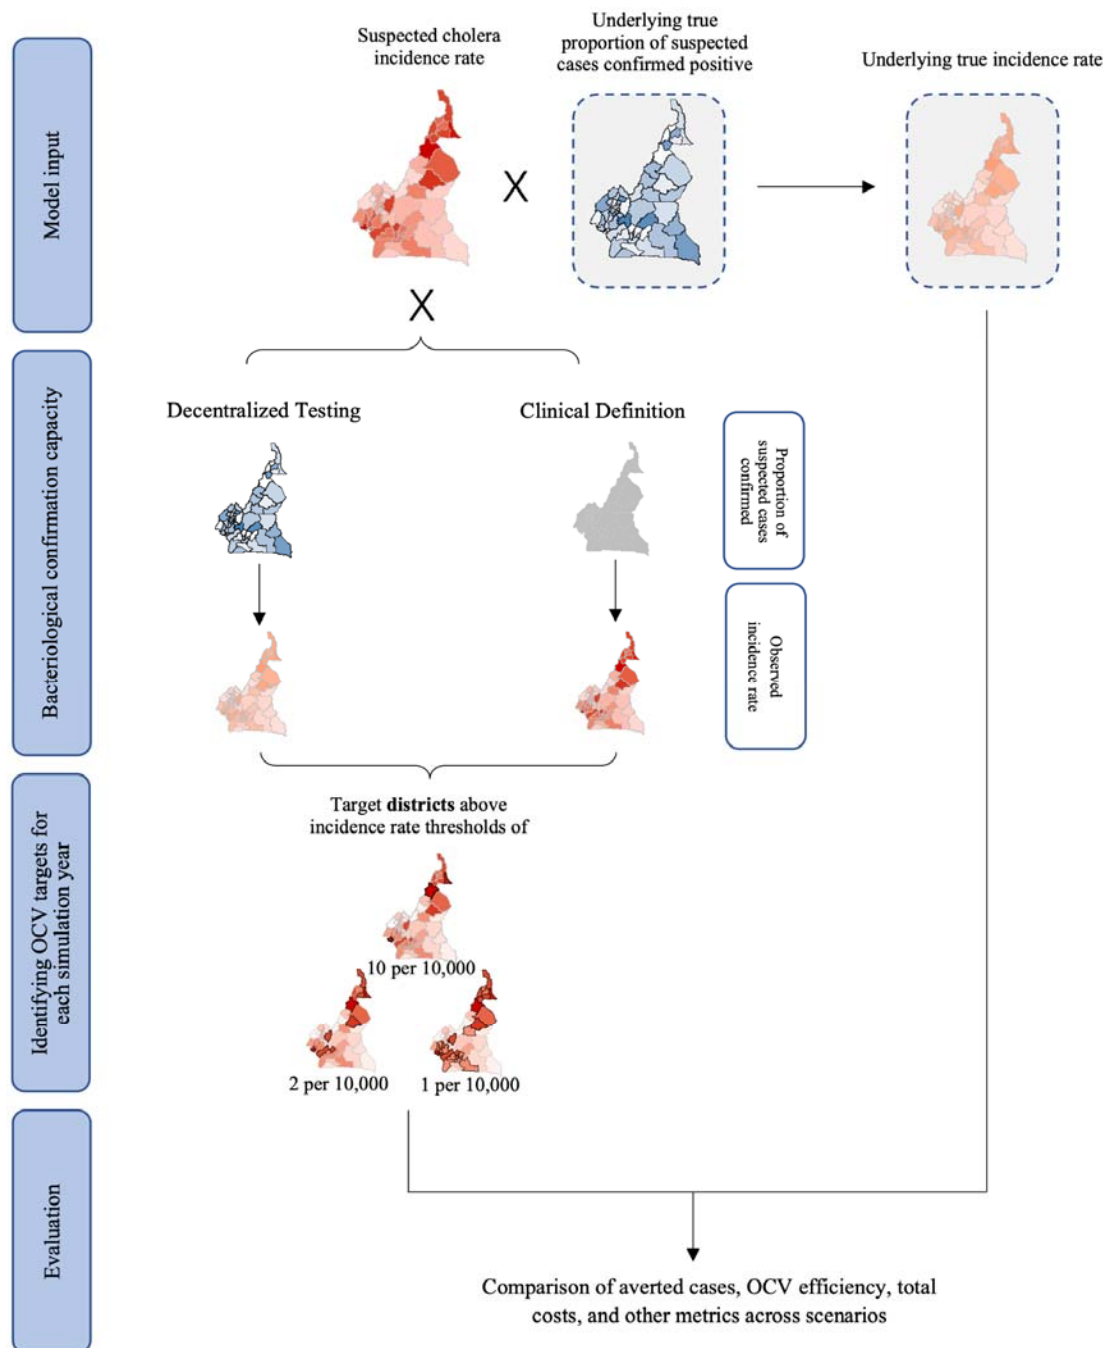 Model input
Suspected cholera
incidence rate
X
Underlying true
proportion of suspected
cases confirmed positive
Underlying true incidence rate
X
Bacteriological confirmation capacity
Decentralized Testing
Clinical Definition
Proportion of
suspected cases
confirmed
Observed
incidence rate
Identifying OCV targets for
each simulation year
Target districts above
incidence rate thresholds of
10 per 10,000
2 per 10,000
1 per 10,000
Evaluation
Comparison of averted cases, OCV efficiency, total
costs, and other metrics across scenarios